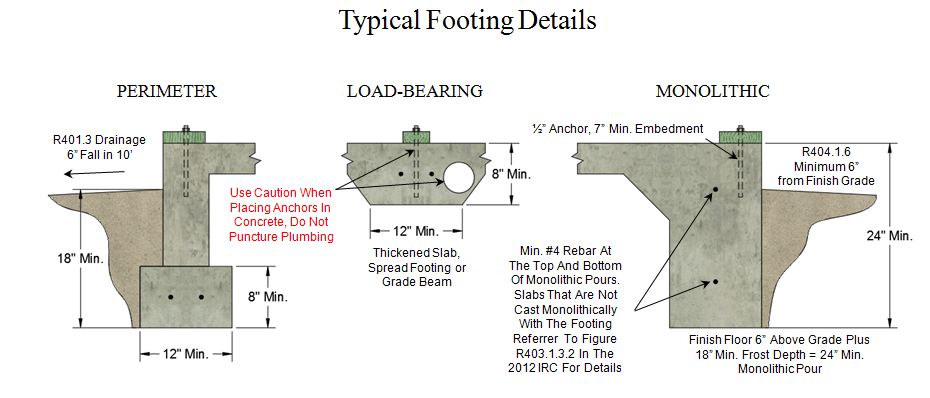 Typical Footing Details
PERIMETER
R401.3 Drainage
6” Fall in 10’
18" Min.
8" Min.
12" Min.
LOAD-BEARING
Use Caution When
Placing Anchors In
Concrete, Do Not
Puncture Plumbing
8" Min.
12" Min.
Thickened Slab,
Spread Footing or
Grade Beam
MONOLITHIC
½” Anchor, 7” Min. Embedment
R404.1.6
Minimum 6”
from Finish Grade
24" Min.
Min. #4 Rebar At
The Top And Bottom
Of Monolithic Pours.
Slabs That Are Not
Cast Monolithically
With The Footing
Referrer To Figure
R403.1.3.2 In The
2012 IRC For Details
Finish Floor 6” Above Grade Plus
18” Min. Frost Depth = 24” Min.
Monolithic Pour